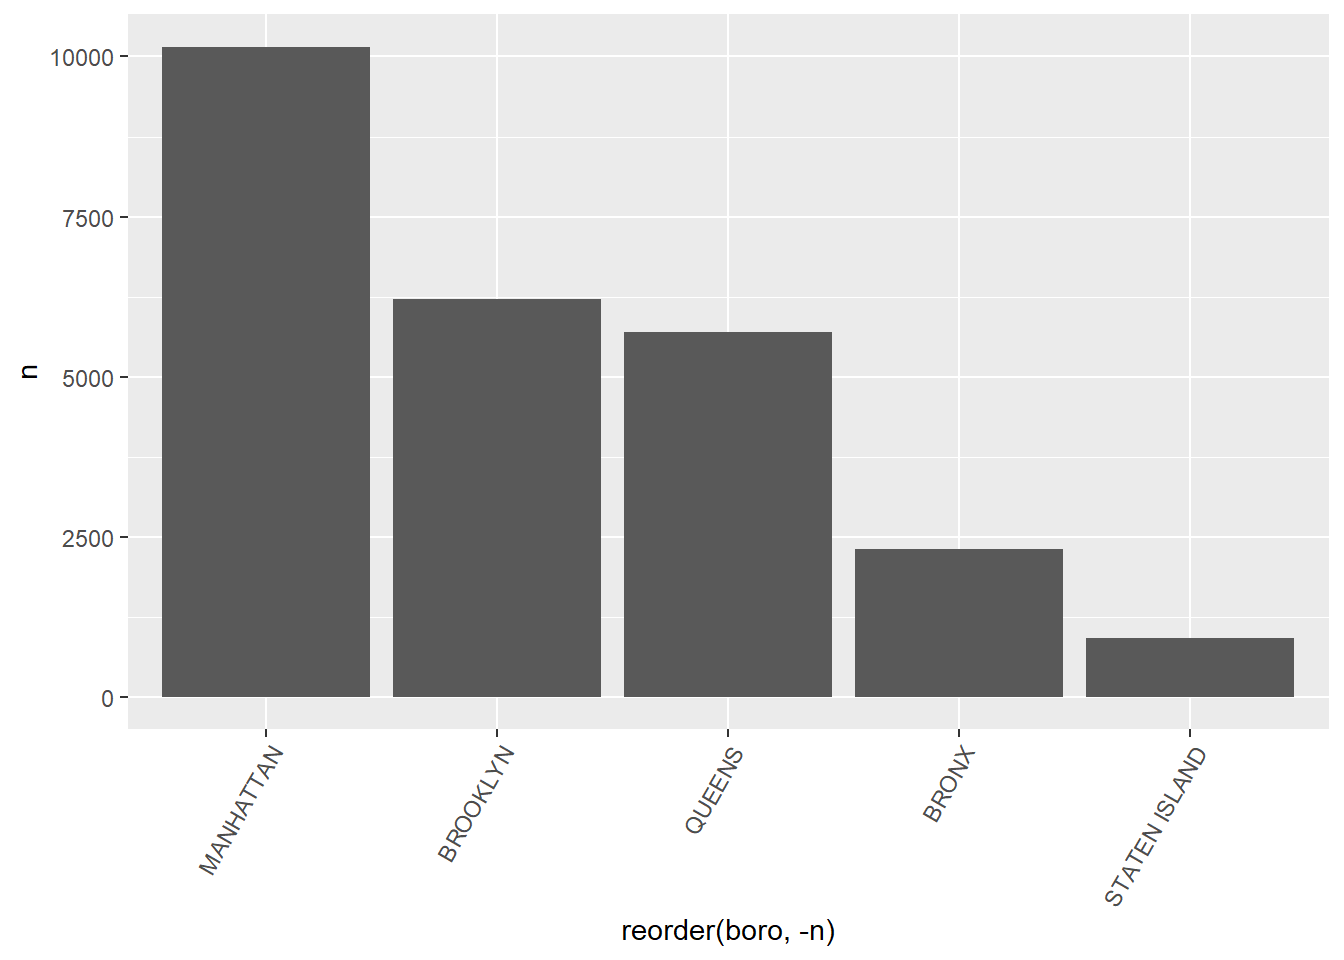 10000
7500
5000
2500
0
n
MANHATTAN
BROOKLYN
QUEENS
BRONX
STATEN ISLAND
reorder(boro, -n)